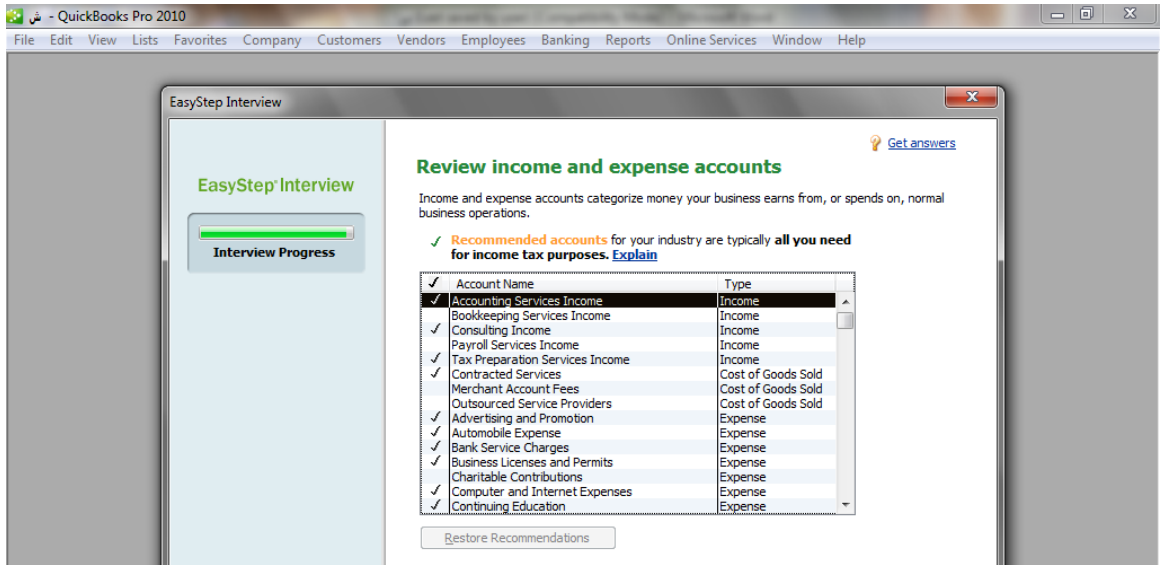 ش - QuickBooks Pro 2010
File Edit View Lists Favorites Company Customers Vendors Employees Banking Reports Online Services Window Help
EasyStep Interview
Get answers
Review income and expense accounts
EasyStep Interview
Income and expense accounts categorize money your business earns from, or spends on, normal
business operations.
Interview Progress
Recommended accounts for your industry are typically all you need
for income tax purposes. Explain
Account Name Type
Accounting Services Income Income
Bookkeeping Services Income Income
Consulting Income Income
Payroll Services Income Income
Tax Preparation Services Income Income
Contracted Services Cost of Goods Sold
Merchant Account Fees Cost of Goods Sold
Outsourced Service Providers Cost of Goods Sold
Advertising and Promotion Expense
Automobile Expense Expense
Bank Service Charges Expense
Business Licenses and Permits Expense
Charitable Contributions Expense
Computer and Internet Expenses Expense
Continuing Education Expense
Restore Recommendations